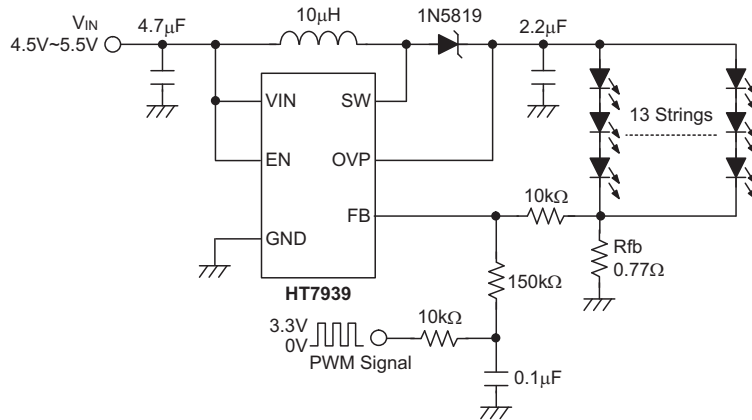 VIN
4.5V~5.5V
4.7μF
10μH
1N5819
2.2μF
VIN
SW
13 Strings
EN
OVP
FB
10kΩ
GND
Rfb
0.77Ω
HT7939
150kΩ
3.3V
0V
10kΩ
PWM Signal
0.1μF